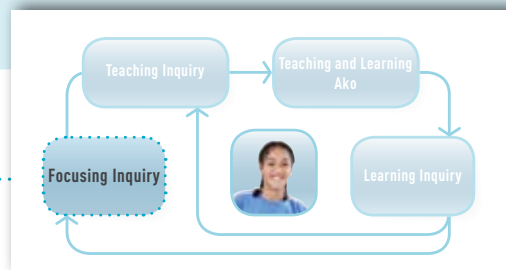 Teaching Inquiry
Teaching and Learning
Ako
Focusing Inquiry
Learning Inquiry